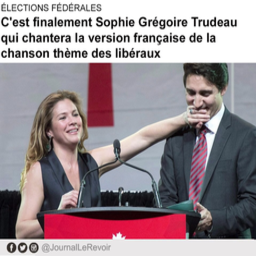 ÉLECTIONS FÉDÉRALES
C'est finalement Sophie Grégoire Trudeau
qui chantera la version française de la
chanson thème des libéraux
@JournalLeRevoir